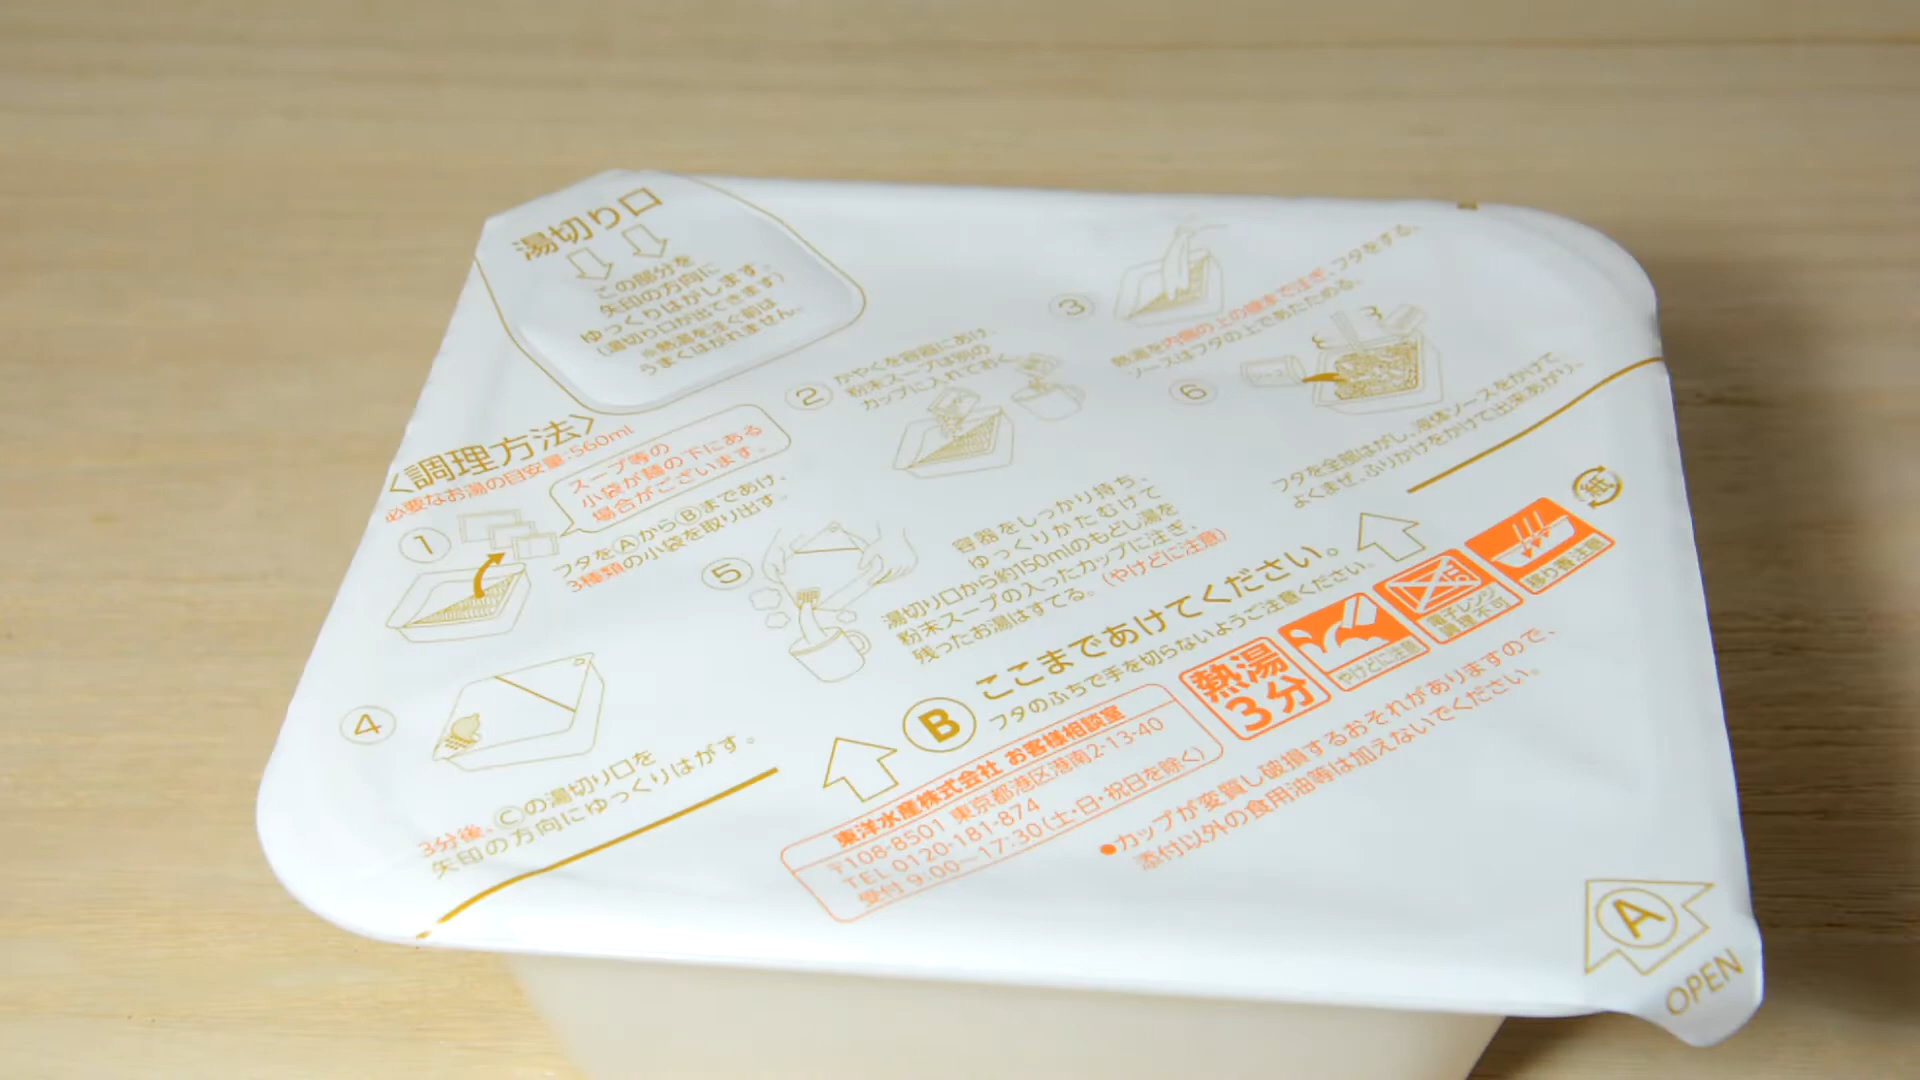 湯切り口
この部分を
矢印の方向に
ゆっくりはがします。
(湯切り口が出てきます)
※熱湯を注ぐ前は
うまくはがれません。
<調理方法>
必要なお湯の目安量:560ml
スープ等の
小袋が麺の下にある
場合がございます。
①
フタをⒶからⒷまであけ、
3種類の小袋を取り出す。
②
かやくを容器にあけ、
粉末スープは別の
カップに入れておく
③
熱湯を内側の上の線まで注ぎ、フタをする。
ソースはフタの上であたためる。
④
3分後、Ⓒの湯切り口を
矢印の方向にゆっくりはがす。
⑤
容器をしっかり持ち、
ゆっくりかたむけて
湯切り口から約150mlのもどし湯を
粉末スープの入ったカップに注ぎ、
残ったお湯はすてる。(やけどに注意)
⑥
フタを全部はがし、液体ソースをかけて
よくまぜ、ふりかけをかけて出来あがり。
Ⓑ ここまであけてください。
フタのふちで手を切らないようご注意ください。
熱湯
3分
やけどに注意
電子レンジ
調理不可
移り香注意
紙
東洋水産株式会社 お客様相談室
〒108-8501 東京都港区港南2-13-40
TEL 0120-181-874
受付 9:00−17:30(土・日・祝日を除く)
●カップが変質し破損するおそれがありますので、
添付以外の食用油等は加えないでください。
A
OPEN